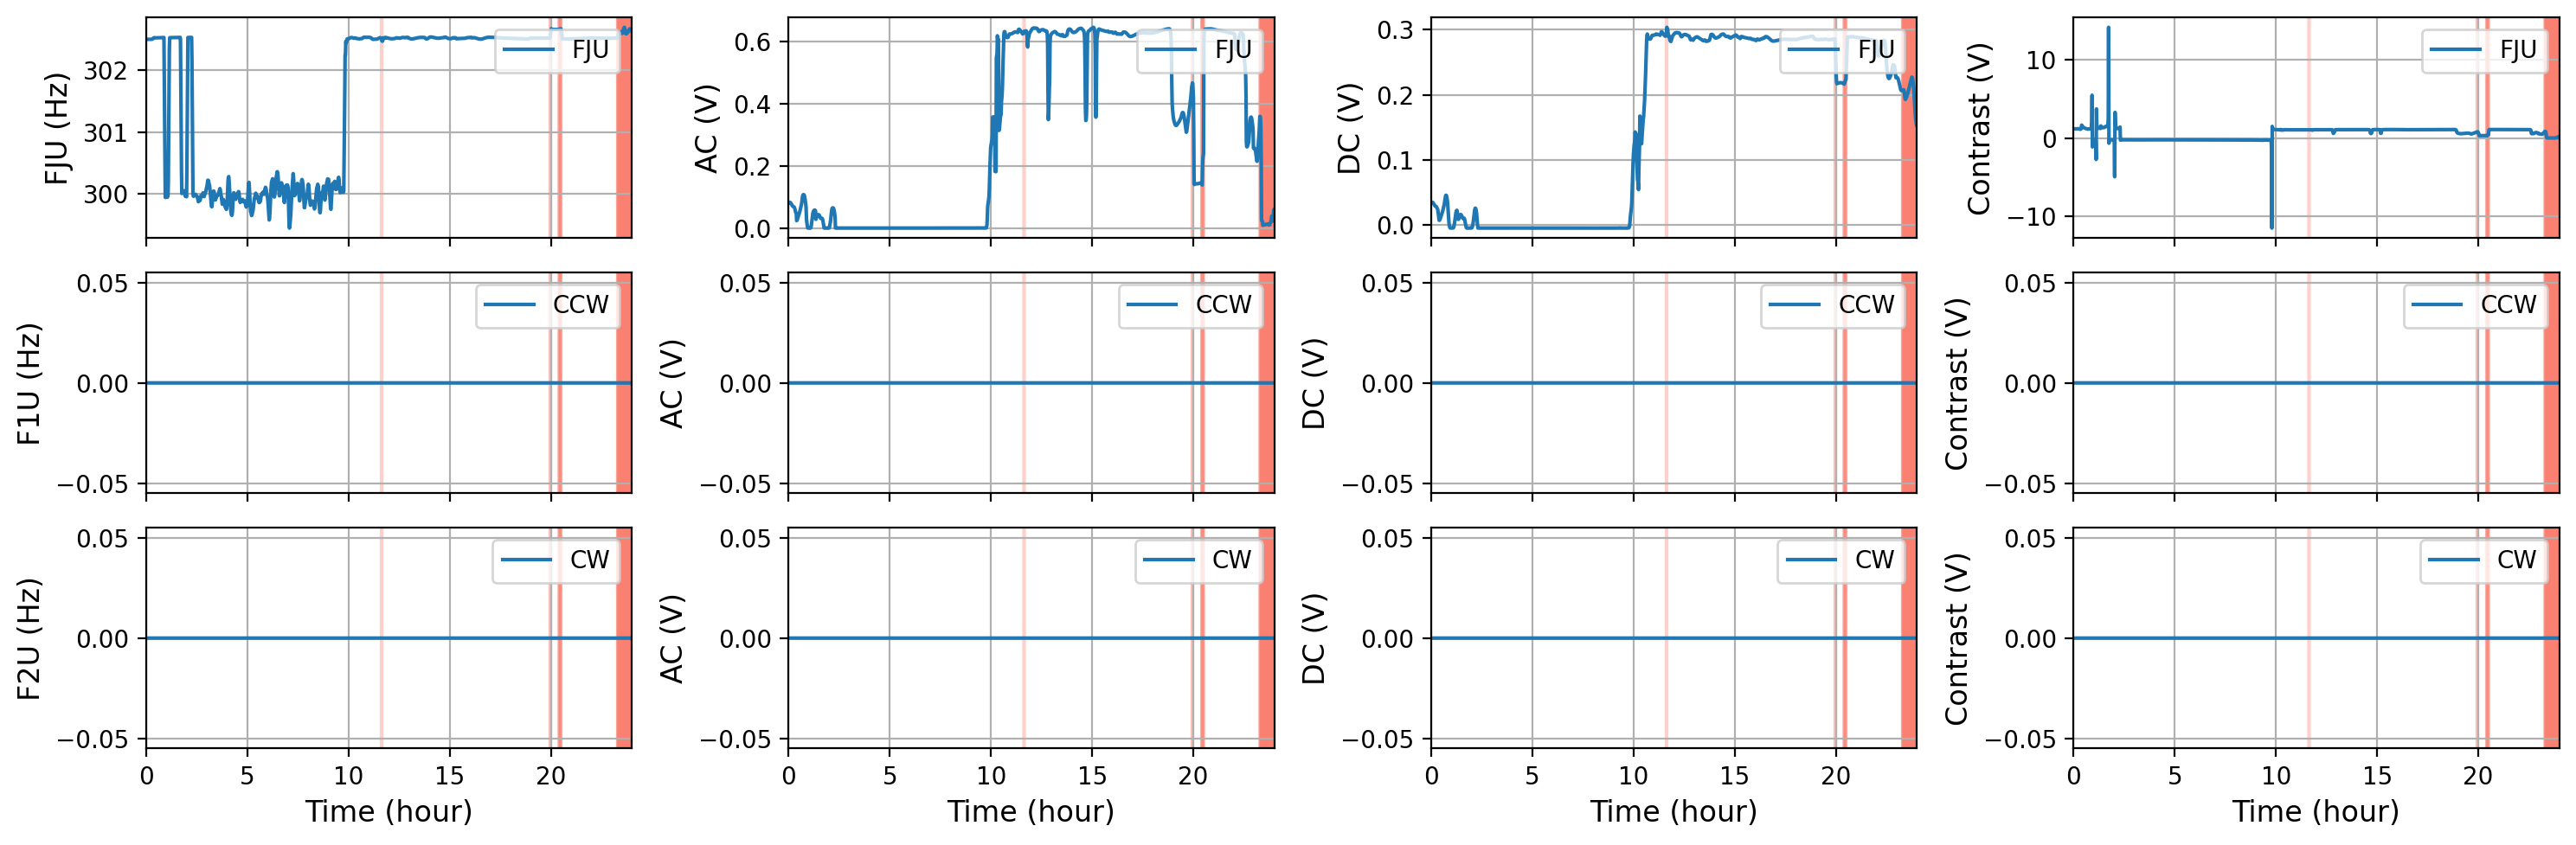 FJU (Hz)
302
301
300
FJU
AC (V)
0.6
0.4
0.2
0.0
FJU
DC (V)
0.3
0.2
0.1
0.0
FJU
Contrast (V)
10
0
−10
FJU
F1U (Hz)
0.05
0.00
−0.05
CCW
AC (V)
0.05
0.00
−0.05
CCW
DC (V)
0.05
0.00
−0.05
CCW
Contrast (V)
0.05
0.00
−0.05
CCW
F2U (Hz)
0.05
0.00
−0.05
CW
0 5 10 15 20
Time (hour)
AC (V)
0.05
0.00
−0.05
CW
0 5 10 15 20
Time (hour)
DC (V)
0.05
0.00
−0.05
CW
0 5 10 15 20
Time (hour)
Contrast (V)
0.05
0.00
−0.05
CW
0 5 10 15 20
Time (hour)